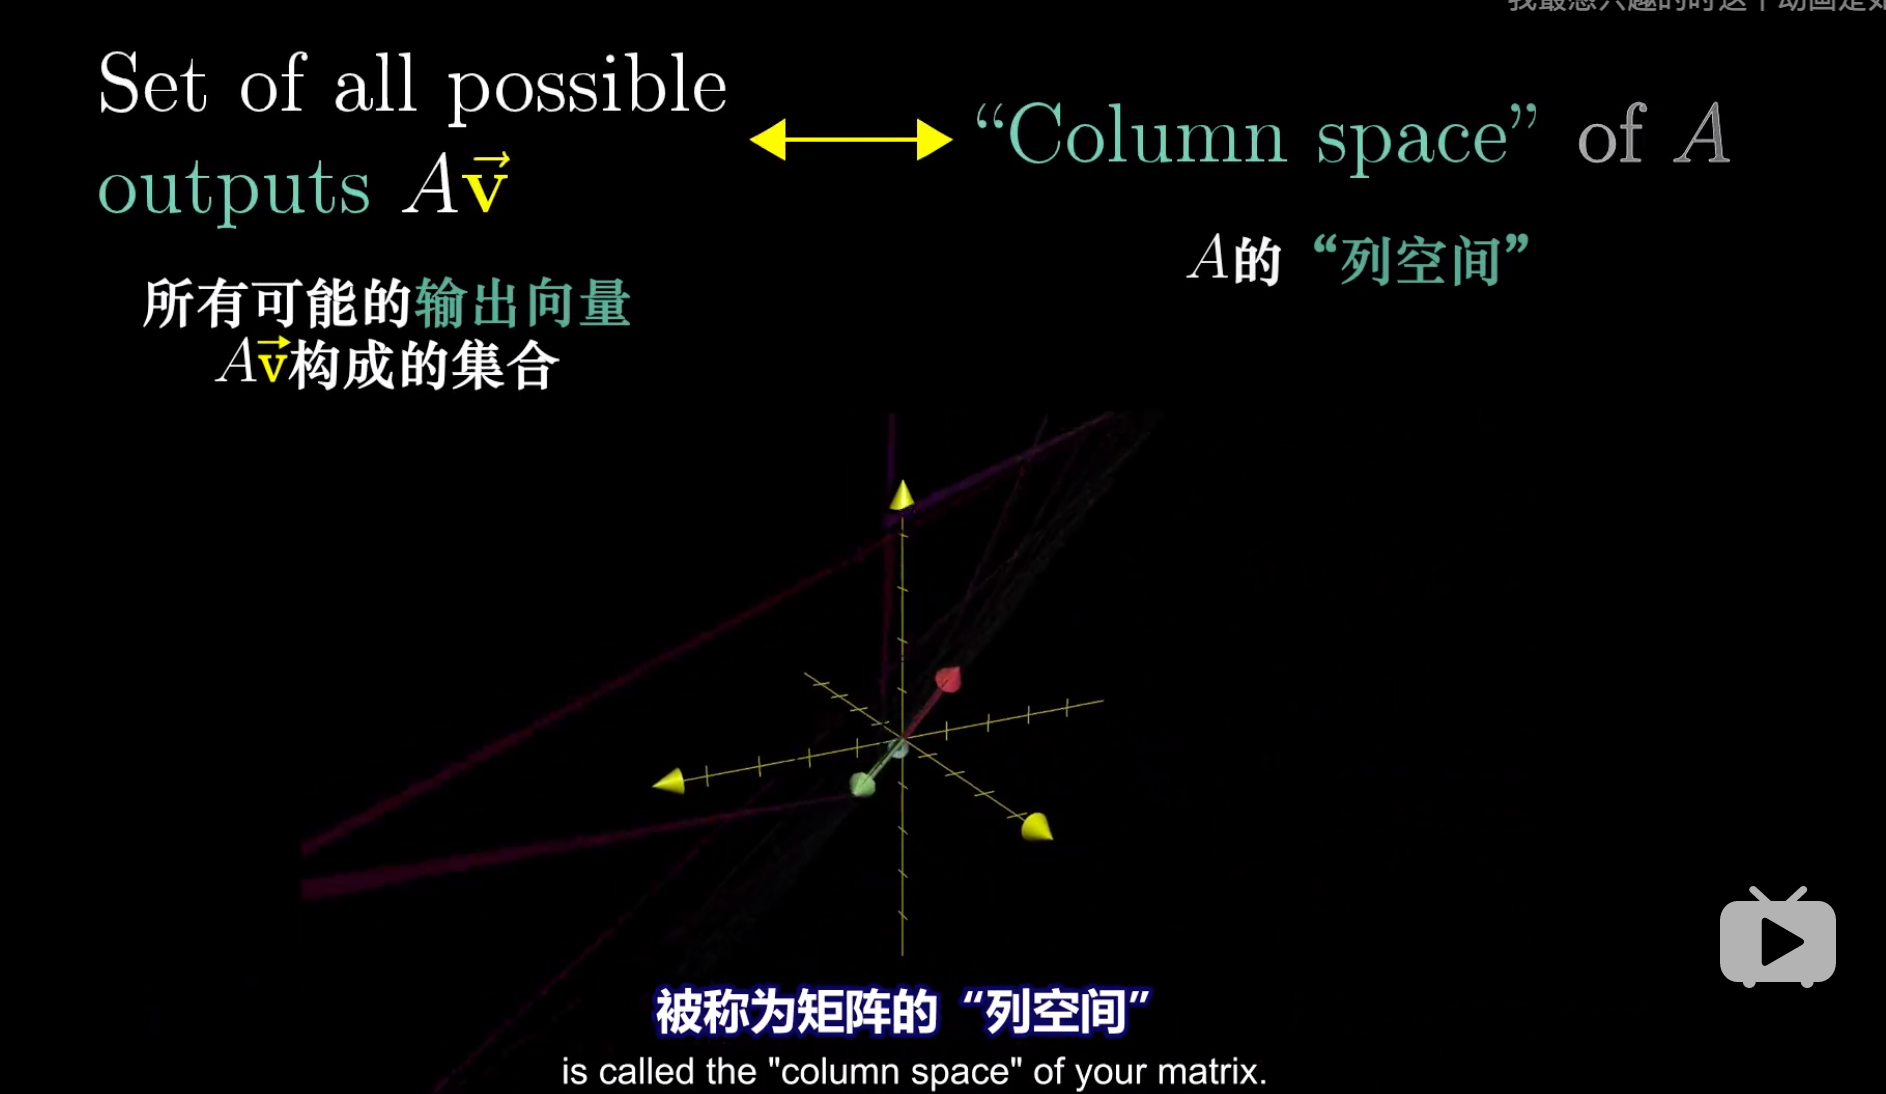 Set of all possible
outputs A\vec{v}
"Column space" of A
所有可能的输出向量
A\vec{v}构成的集合
A的“列空间”
被称为矩阵的“列空间”
is called the "column space" of your matrix.